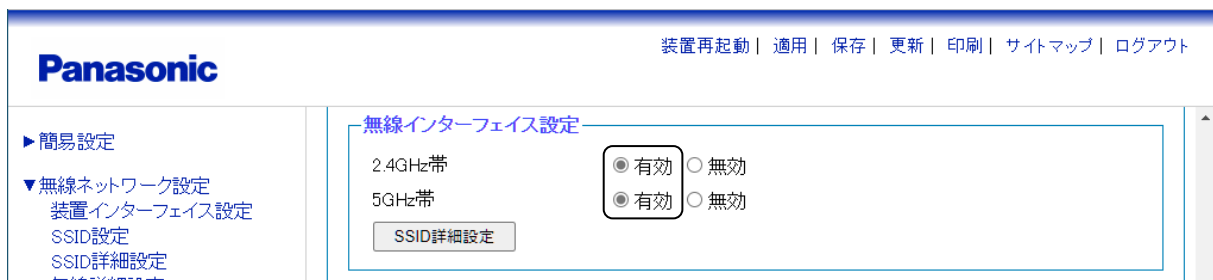 Panasonic
装置再起動| 適用| 保存| 更新| 印刷| サイトマップ| ログアウト
▶簡易設定
▼無線ネットワーク設定
装置インターフェイス設定
SSID設定
SSID詳細設定
無線インターフェイス設定
2.4GHz帯 有効 無効
5GHz帯 有効 無効
SSID詳細設定